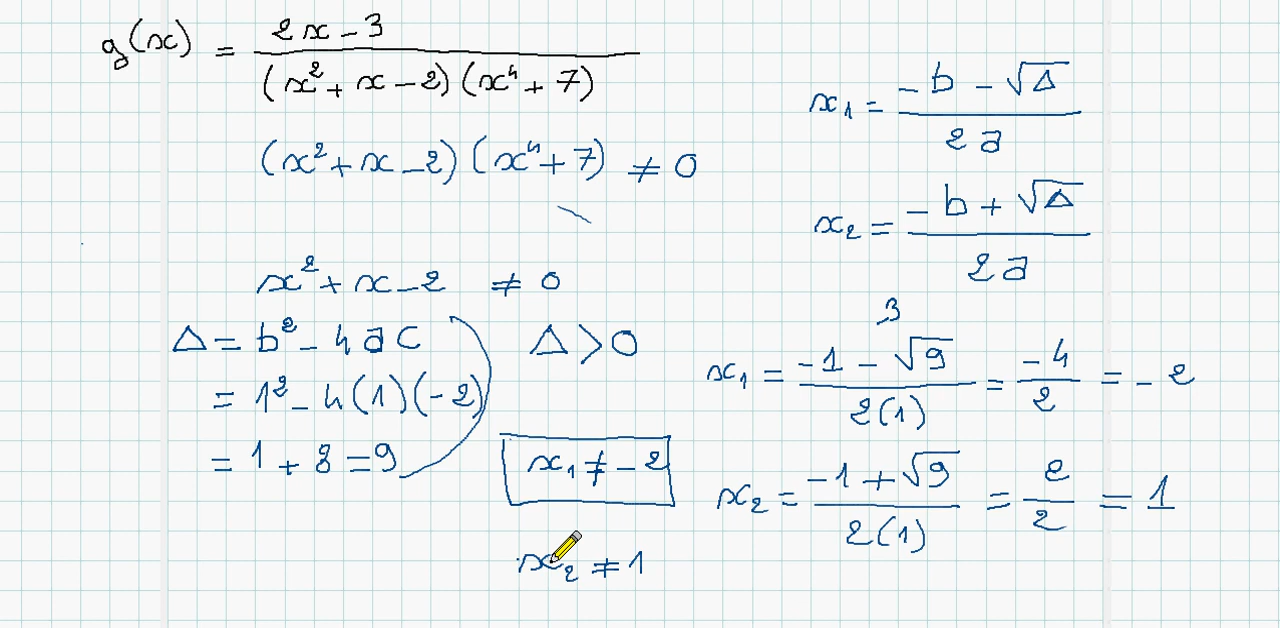 g(x) = (2x - 3) / ((x² + x - 2)(x⁴ + 7))
(x² + x - 2)(x⁴ + 7) ≠ 0
x² + x - 2 ≠ 0
Δ = b² - 4ac
= 1² - 4(1)(-2)
= 1 + 8 = 9
Δ > 0
x₁ ≠ -2
x₂ ≠ 1
x₁ = (-b - √Δ) / 2a
x₂ = (-b + √Δ) / 2a
3
x₁ = (-1 - √9) / 2(1) = -4/2 = -2
x₂ = (-1 + √9) / 2(1) = 2/2 = 1